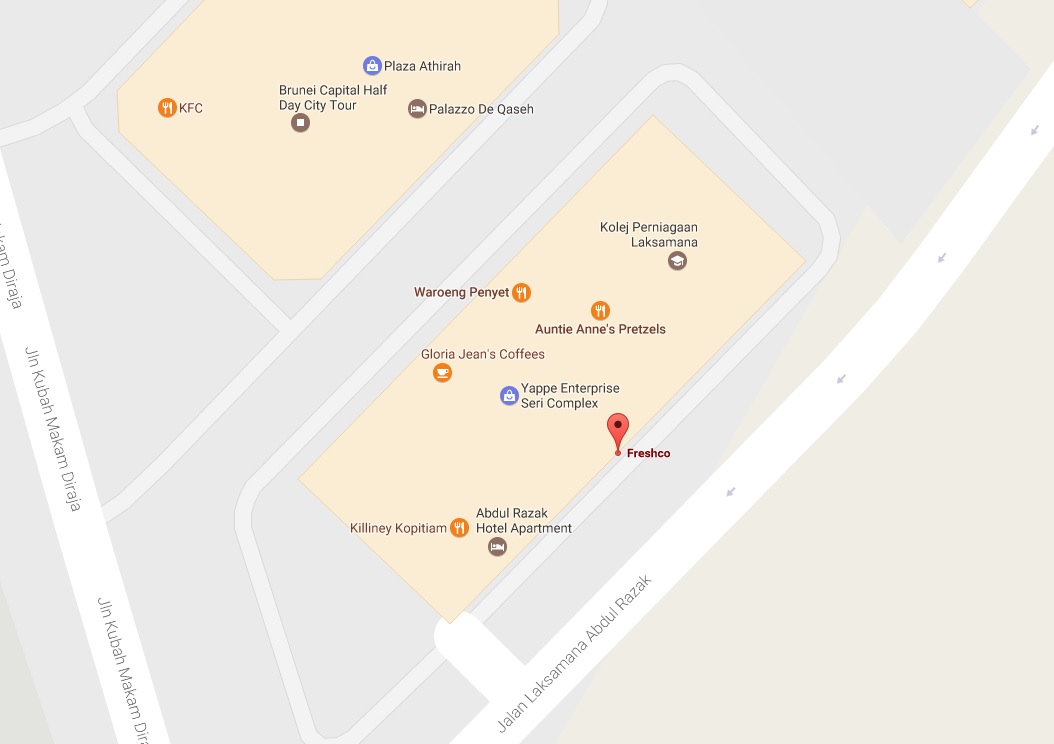 Plaza Athirah
Brunei Capital Half
Day City Tour
KFC
Palazzo De Qaseh
Kolej Perniagaan
Laksamana
Waroeng Penyet
Auntie Anne's Pretzels
Gloria Jean's Coffees
Yappe Enterprise
Seri Complex
Freshco
Abdul Razak
Hotel Apartment
Killiney Kopitiam
kam Diraja
Jln Kubah Makam Diraja
Jln Kubah Makam Dira
Jalan Laksamana Abdul Razak